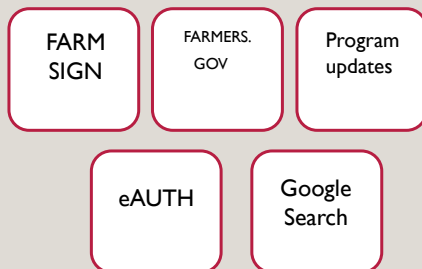 FARM
SIGN
FARMERS.
GOV
Program
updates
eAUTH
Google
Search